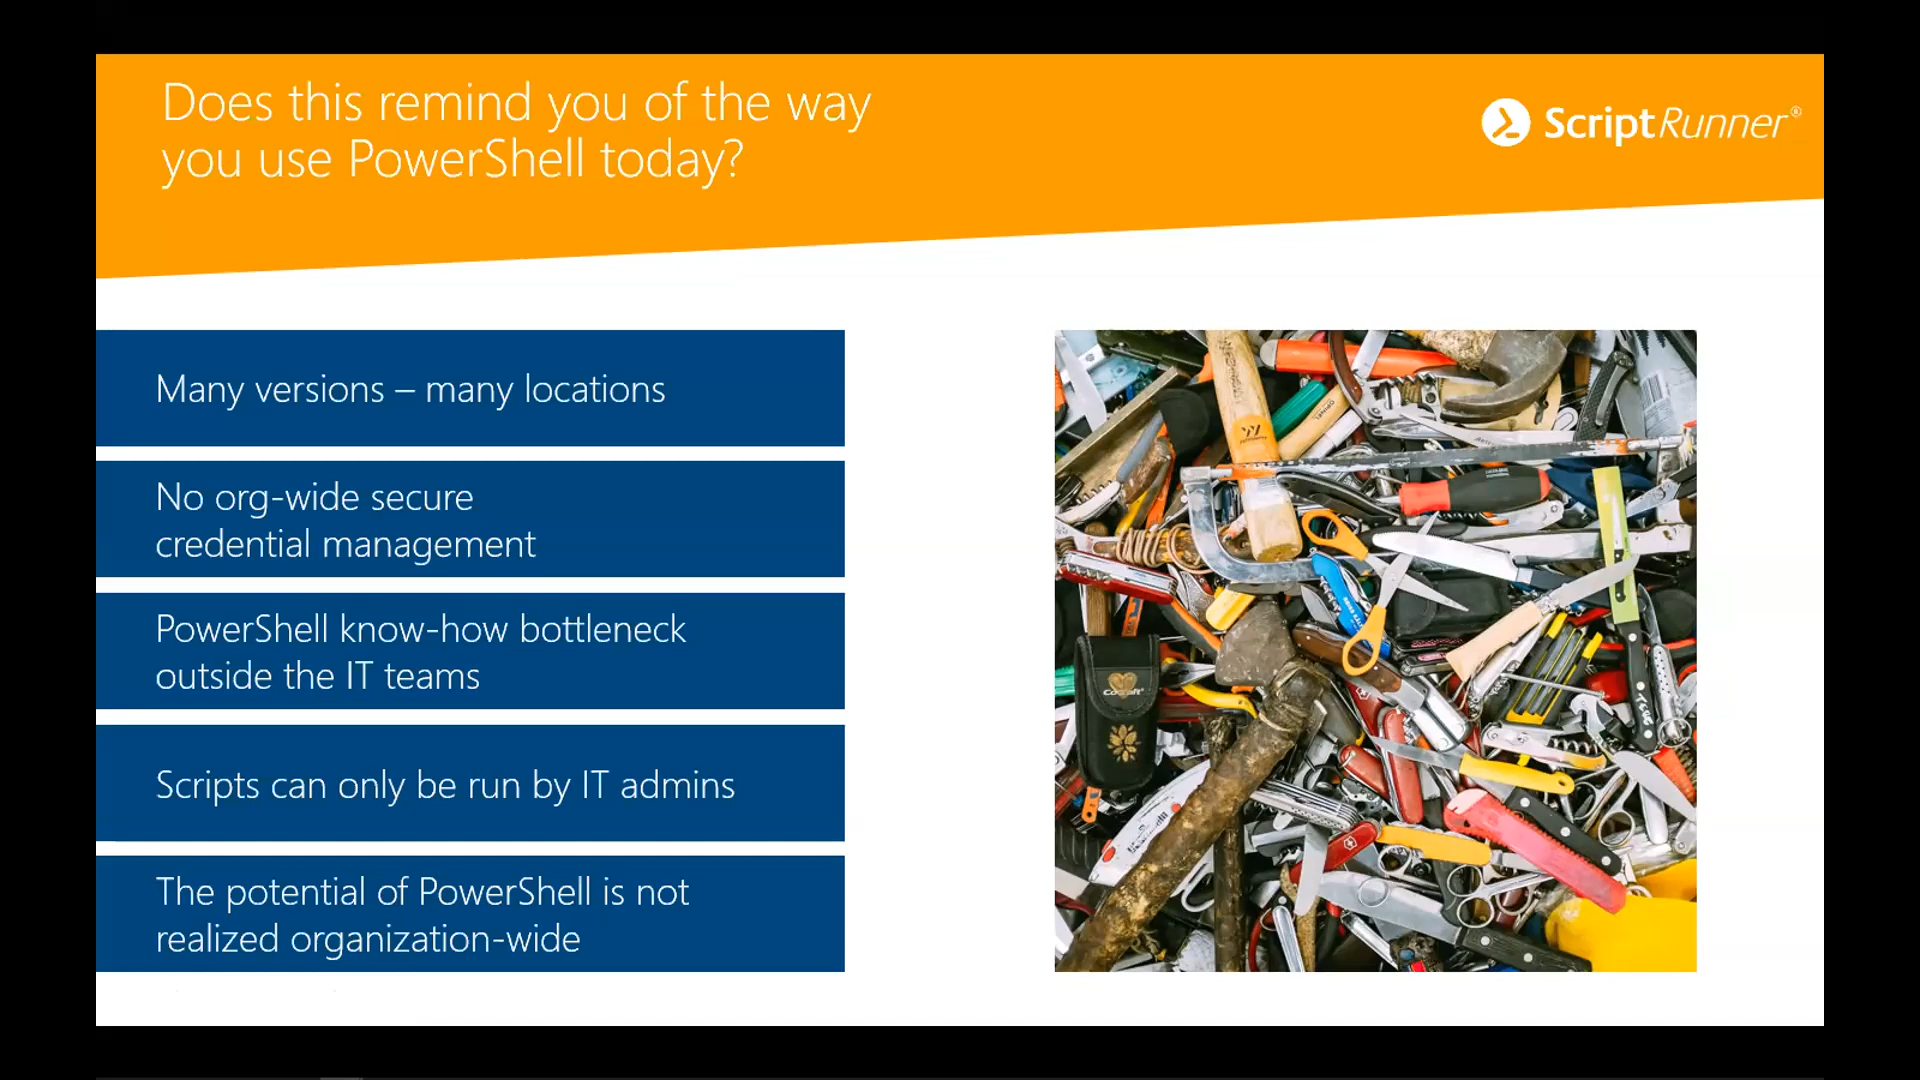 Does this remind you of the way
you use PowerShell today?
ScriptRunner®
Many versions – many locations
No org-wide secure
credential management
PowerShell know-how bottleneck
outside the IT teams
Scripts can only be run by IT admins
The potential of PowerShell is not
realized organization-wide